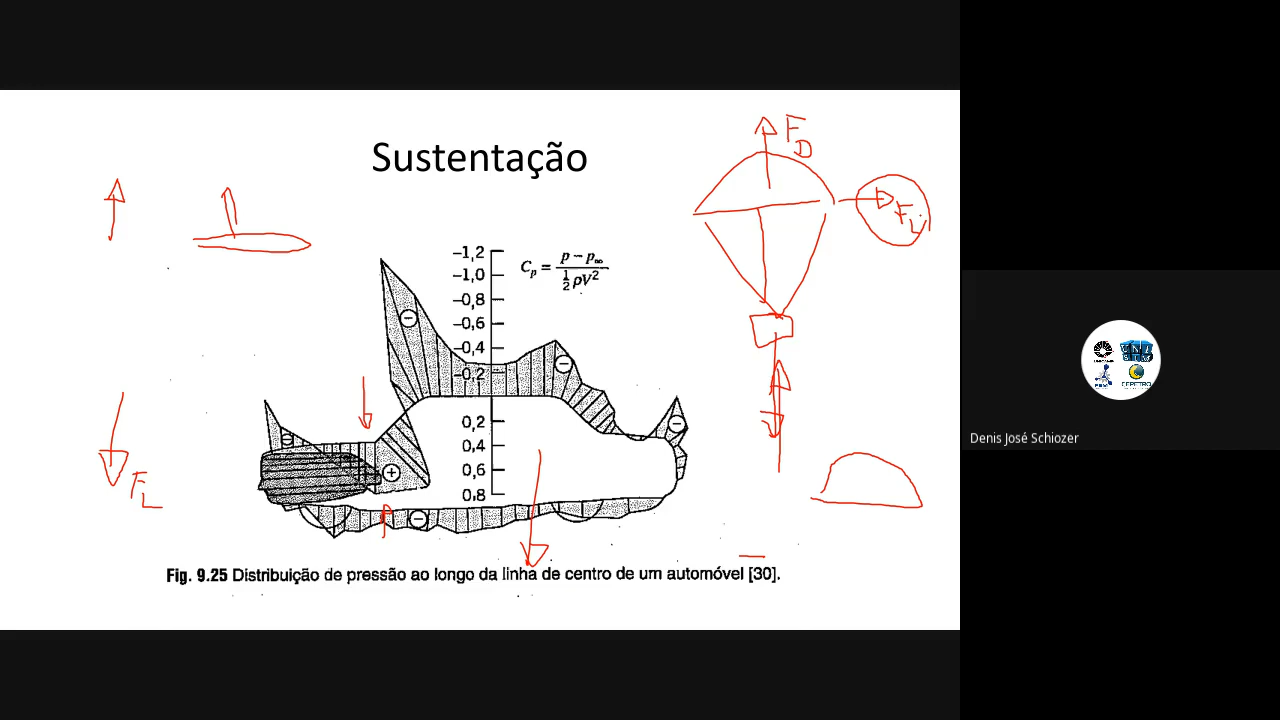 Sustentação
F_D
F_L
-1,2
-1,0
-0,8
-0,6
-0,4
-0,2
0,2
0,4
0,6
0,8
C_p = (p - p_∞) / (½ ρV²)
F_L
Fig. 9.25 Distribuição de pressão ao longo da linha de centro de um automóvel [30].
Denis José Schiozer